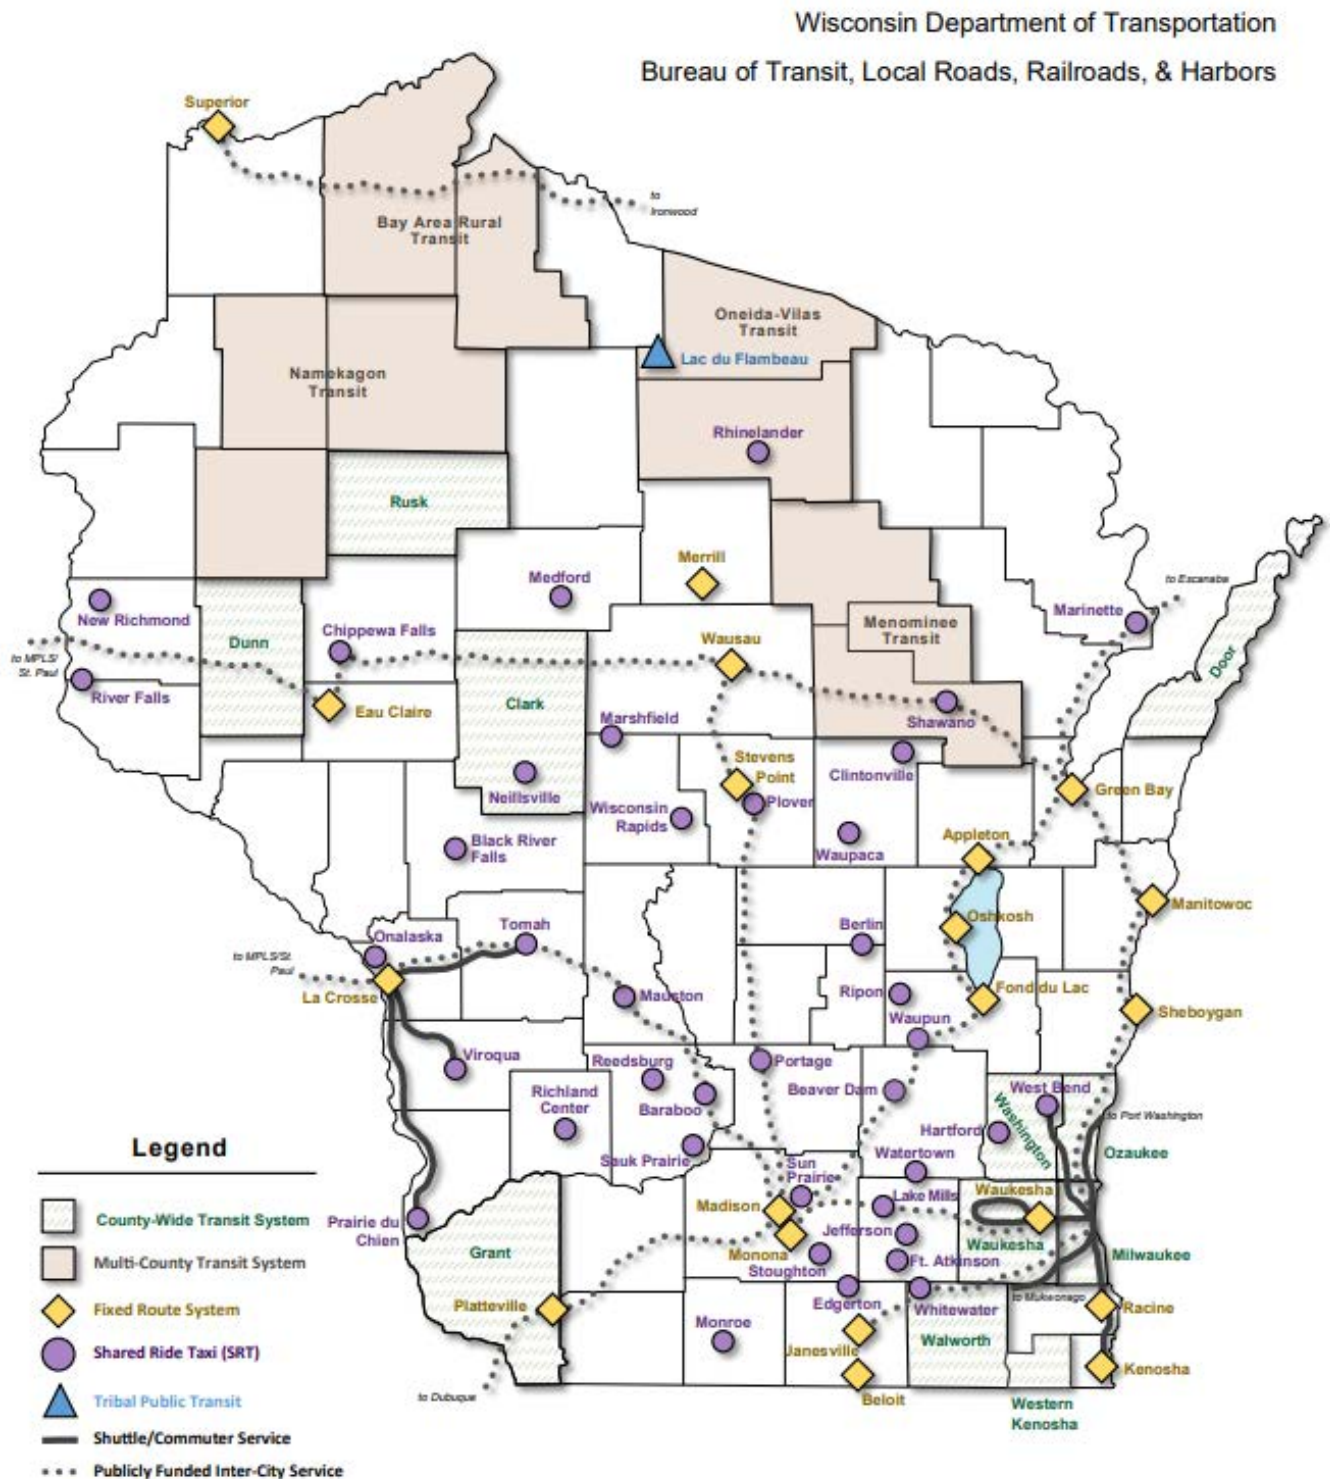 Wisconsin Department of Transportation
Bureau of Transit, Local Roads, Railroads, & Harbors
Superior
to
Ironwood
Bay Area Rural
Transit
Oneida-Vilas
Transit
Lac du Flambeau
Namekagon
Transit
Rhinelander
Rusk
Merrill
Medford
to Escanaba
Marinette
New Richmond
Chippewa Falls
Dunn
Wausau
Menominee
Transit
to MPLS/
St. Paul
River Falls
Eau Claire
Clark
Door
Marshfield
Shawano
Stevens
Point
Clintonville
Green Bay
Neillsville
Plover
Wisconsin
Rapids
Black River
Falls
Waupaca
Appleton
Manitowoc
Onalaska
Tomah
Berlin
Oshkosh
to MPLS/St.
Paul
La Crosse
Mauston
Ripon
Fond du Lac
Waupun
Sheboygan
Viroqua
Reedsburg
Portage
Richland
Center
Baraboo
Beaver Dam
West Bend
Washington
to Port Washington
Hartford
Ozaukee
Sauk Prairie
Sun
Prairie
Watertown
Waukesha
Lake Mills
Madison
Prairie du
Chien
Jefferson
Waukesha
Milwaukee
Grant
Monona
Stoughton
Ft. Atkinson
to Mukwonago
Platteville
Edgerton
Whitewater
Racine
Monroe
Janesville
Walworth
Kenosha
to Dubuque
Beloit
Western
Kenosha
Legend
County-Wide Transit System
Multi-County Transit System
Fixed Route System
Shared Ride Taxi (SRT)
Tribal Public Transit
Shuttle/Commuter Service
Publicly Funded Inter-City Service